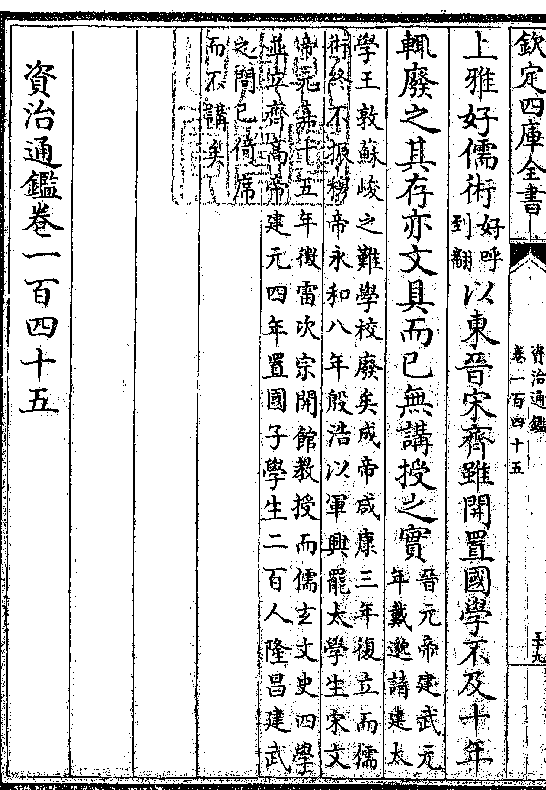 欽定四庫全書
資治通鑑
卷一百四十五
上雅好儒術好呼到翻以東晉宋齊雖開置國學不及十年
輒廢之其存亦文具而已無講授之實晉元帝建武元
年戴邈請建太
學王敦蘇峻之難學校廢矣成帝咸康三年復立而儒
術終不振穆帝永和八年殷浩以軍興罷太學生宋文
帝元嘉十五年徵雷次宗開館教授而儒玄文史四學
並立齊高帝建元四年置國子學生二百人隆昌建武
之間已倚席
而不講矣
資治通鑑卷一百四十五